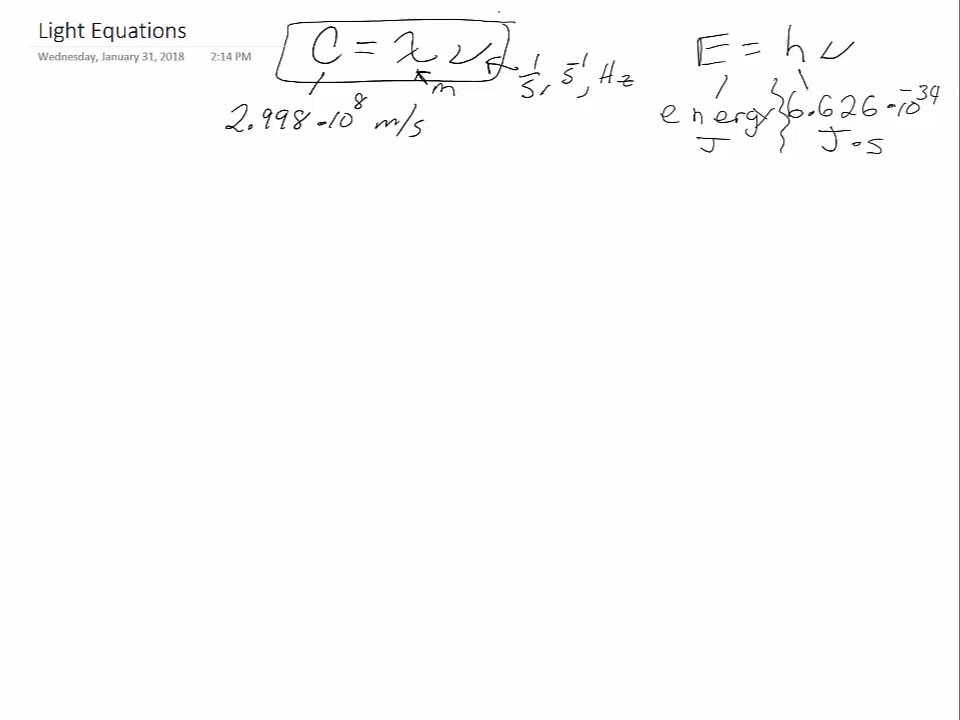 Light Equations
Wednesday, January 31, 2018 2:14 PM
C = λν
m
1/s, s⁻¹, Hz
2.998·10⁸ m/s
E = hν
energy
J
6.626·10⁻³⁴
J·s